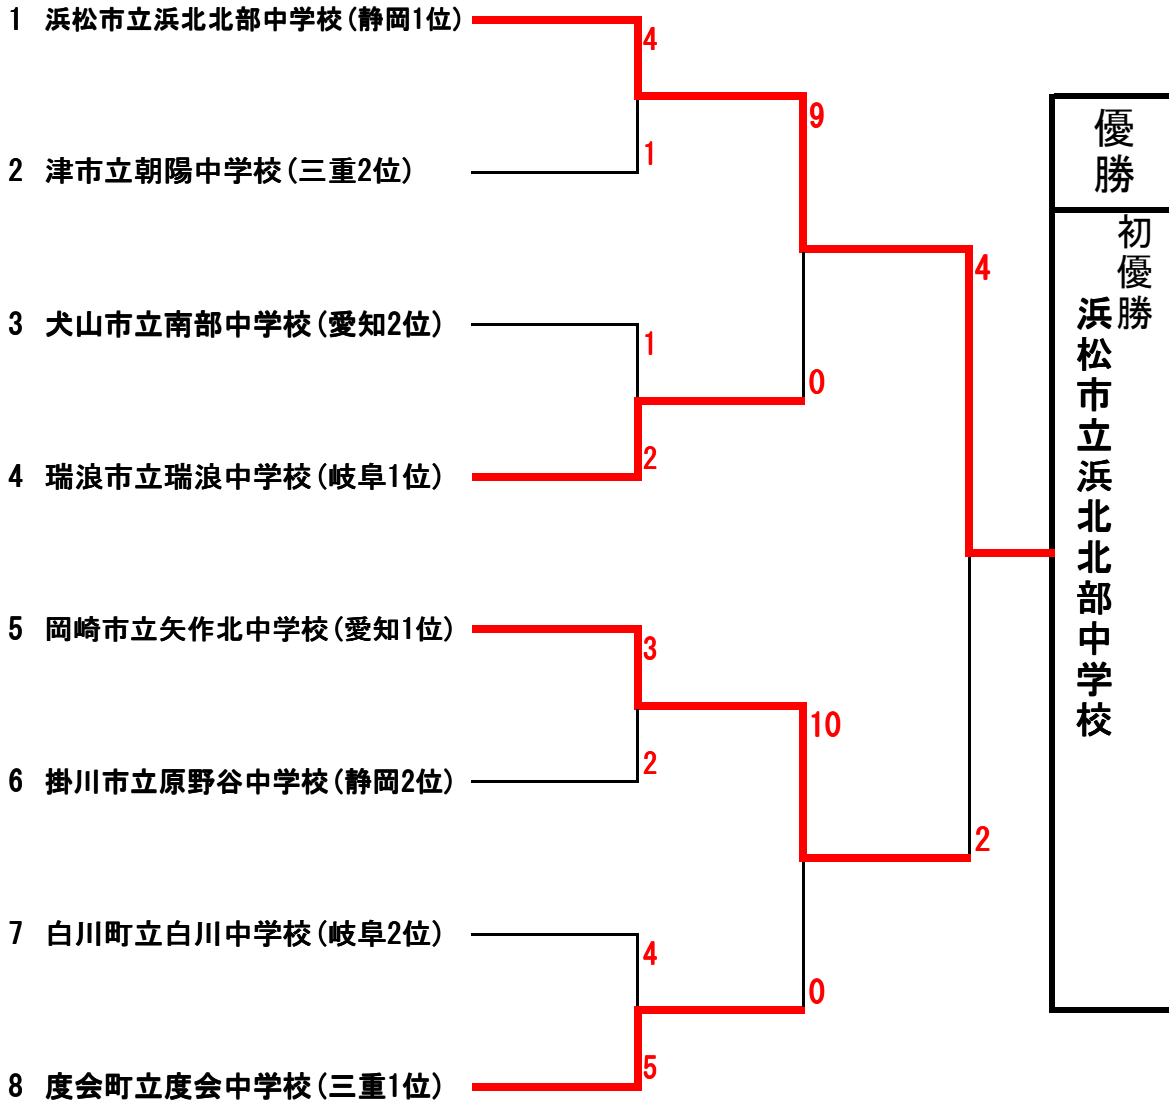 1 浜松市立浜北北部中学校(静岡1位)
4
9
1
2 津市立朝陽中学校(三重2位)
4
3 犬山市立南部中学校(愛知2位)
1
0
2
4 瑞浪市立瑞浪中学校(岐阜1位)
5 岡崎市立矢作北中学校(愛知1位)
3
10
2
6 掛川市立原野谷中学校(静岡2位)
2
7 白川町立白川中学校(岐阜2位)
4
0
5
8 度会町立度会中学校(三重1位)
優勝
初優勝
浜松市立浜北北部中学校